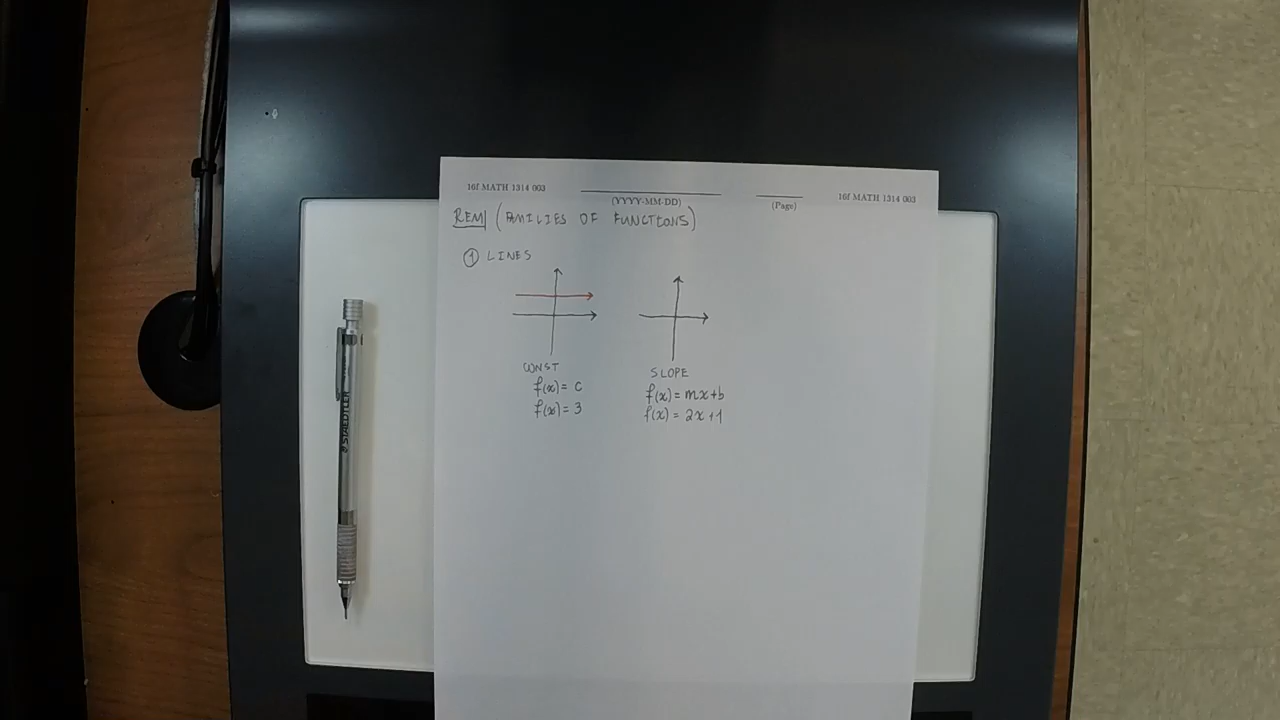 16f MATH 1314 003
(YYYY-MM-DD)
(Page)
16f MATH 1314 003
REM (FAMILIES OF FUNCTIONS)
① LINES
CONST
f(x) = C
f(x) = 3
SLOPE
f(x) = mx+b
f(x) = 2x+1
STAEDTLER